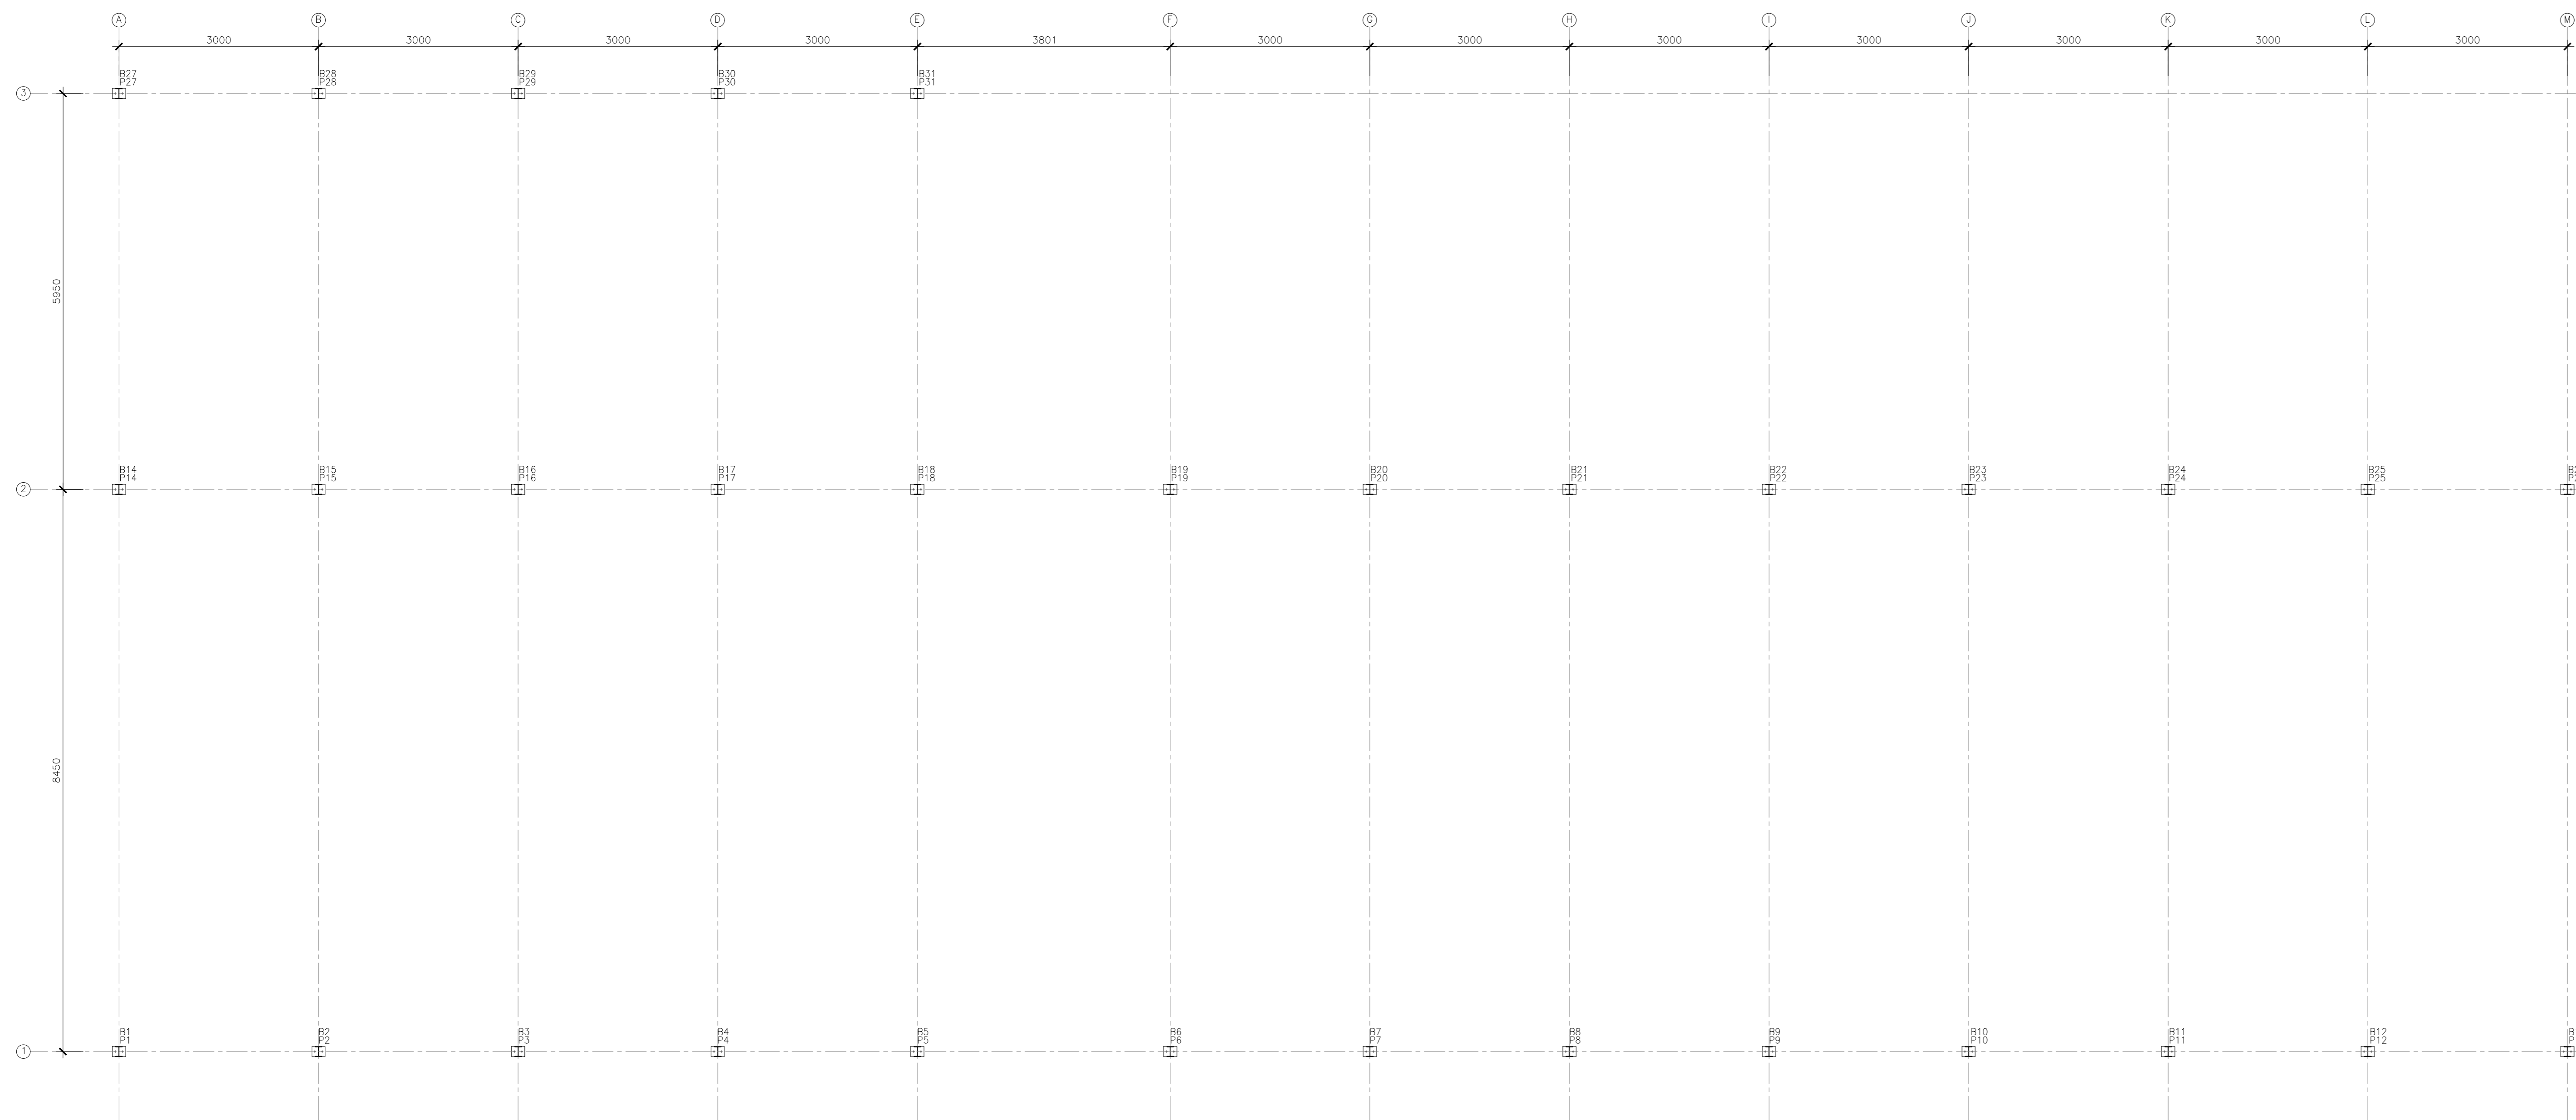 A B C D E F G H I J K L M
3000 3000 3000 3000 3801 3000 3000 3000 3000 3000 3000 3000
B27 B28 B29 B30 B31
P27 P28 P29 P30 P31
3
5950
B14 B15 B16 B17 B18 B19 B20 B21 B22 B23 B24 B25
P14 P15 P16 P17 P18 P19 P20 P21 P22 P23 P24 P25
2
8450
B1 B2 B3 B4 B5 B6 B7 B8 B9 B10 B11 B12
P1 P2 P3 P4 P5 P6 P7 P8 P9 P10 P11 P12
1